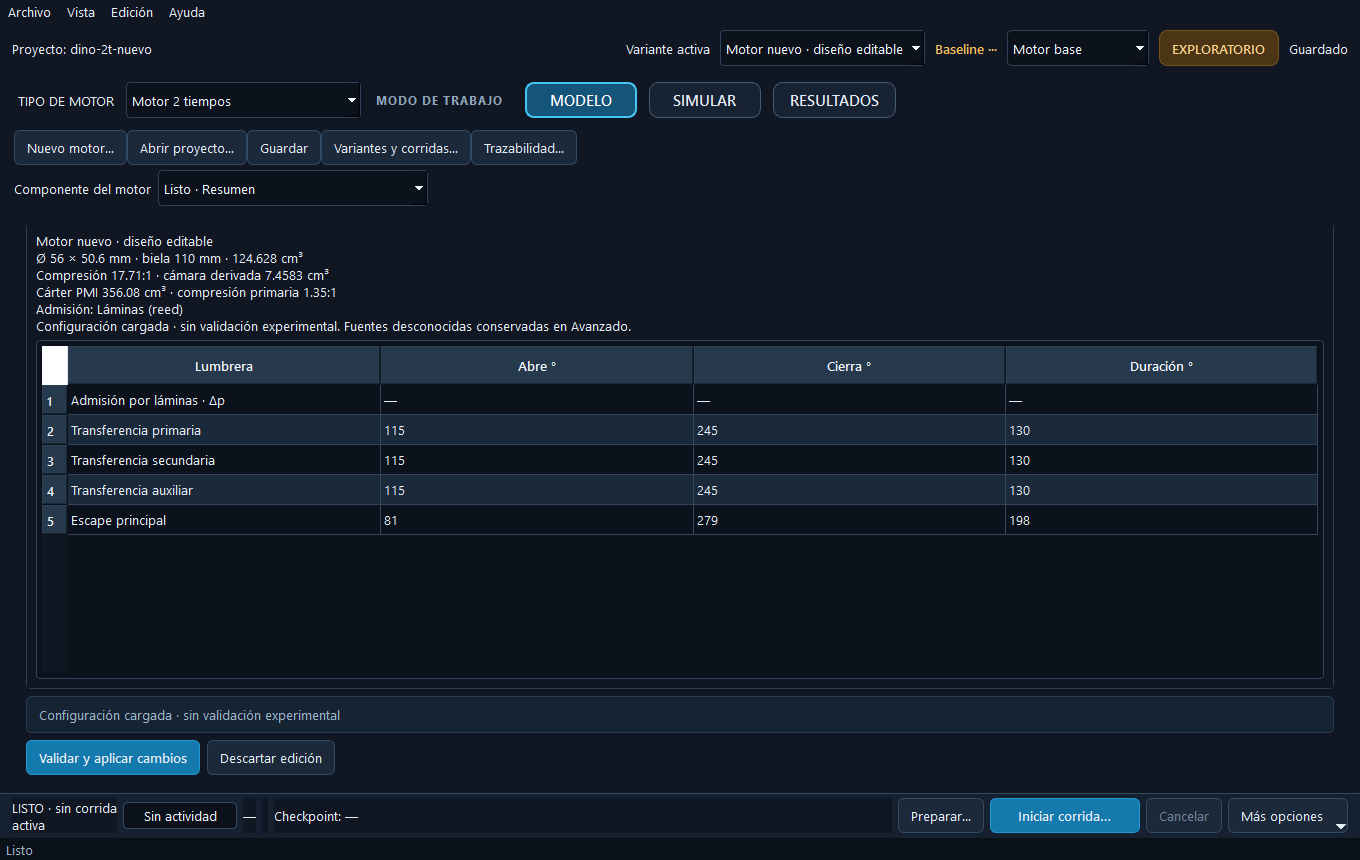 Archivo Vista Edición Ayuda
Proyecto: dino-2t-nuevo Variante activa Motor nuevo · diseño editable Baseline ··· Motor base EXPLORATORIO Guardado
TIPO DE MOTOR Motor 2 tiempos MODO DE TRABAJO MODELO SIMULAR RESULTADOS
Nuevo motor... Abrir proyecto... Guardar Variantes y corridas... Trazabilidad...
Componente del motor Listo · Resumen
Motor nuevo · diseño editable
Ø 56 × 50.6 mm · biela 110 mm · 124.628 cm³
Compresión 17.71:1 · cámara derivada 7.4583 cm³
Cárter PMI 356.08 cm³ · compresión primaria 1.35:1
Admisión: Láminas (reed)
Configuración cargada · sin validación experimental. Fuentes desconocidas conservadas en Avanzado.
Lumbrera Abre ° Cierra ° Duración °
1 Admisión por láminas · Δp — — —
2 Transferencia primaria 115 245 130
3 Transferencia secundaria 115 245 130
4 Transferencia auxiliar 115 245 130
5 Escape principal 81 279 198
Configuración cargada · sin validación experimental
Validar y aplicar cambios Descartar edición
LISTO · sin corrida
activa
Sin actividad — Checkpoint: — Preparar... Iniciar corrida... Cancelar Más opciones
Listo